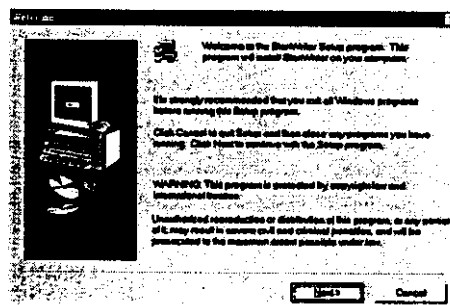 Welcome
Welcome to the StarWriter Setup program. This
program will install StarWriter on your computer.
It is strongly recommended that you exit all Windows programs
before running this Setup program.
Click Cancel to quit Setup and then close any programs you have
running. Click Next to continue with the Setup program.
WARNING: This program is protected by copyright law and
international treaties.
Unauthorized reproduction or distribution of this program, or any portion
of it, may result in severe civil and criminal penalties, and will be
prosecuted to the maximum extent possible under law.
Next >
Cancel